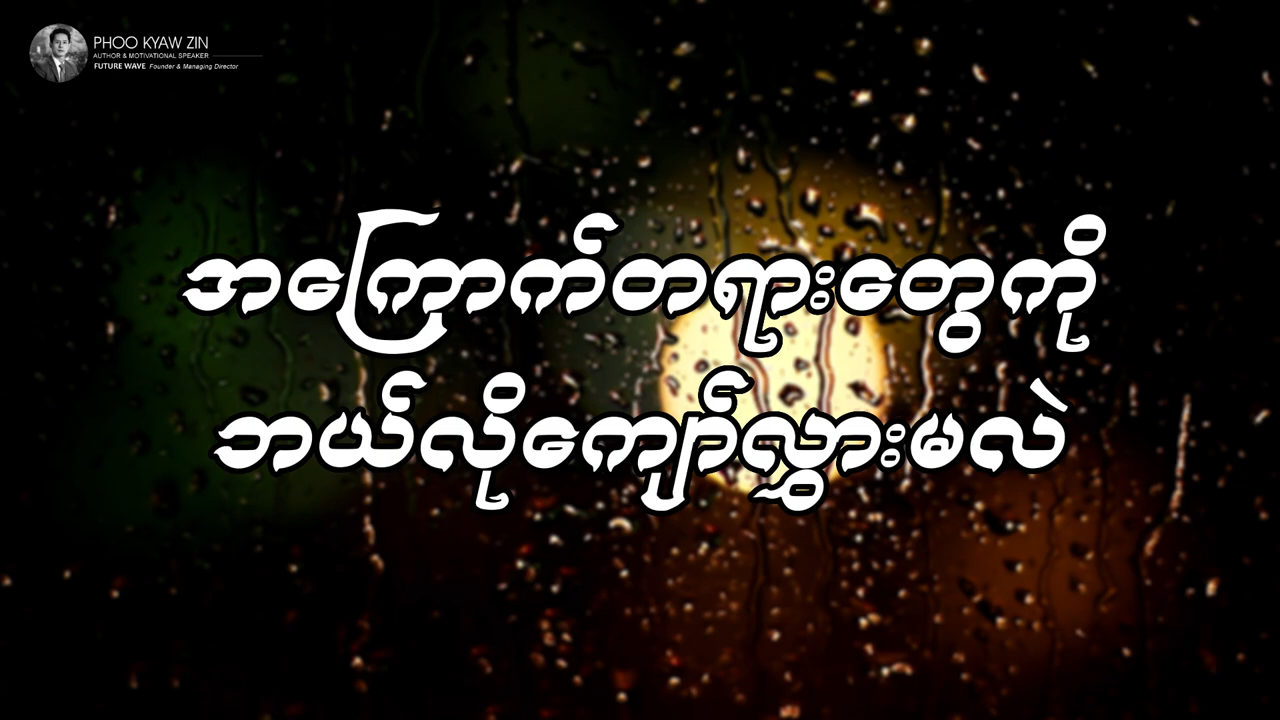 PHOO KYAW ZIN
AUTHOR & MOTIVATIONAL SPEAKER
FUTURE WAVE Founder & Managing Director
အကြောက်တရားတွေကို
ဘယ်လိုကျော်လွှားမလဲ